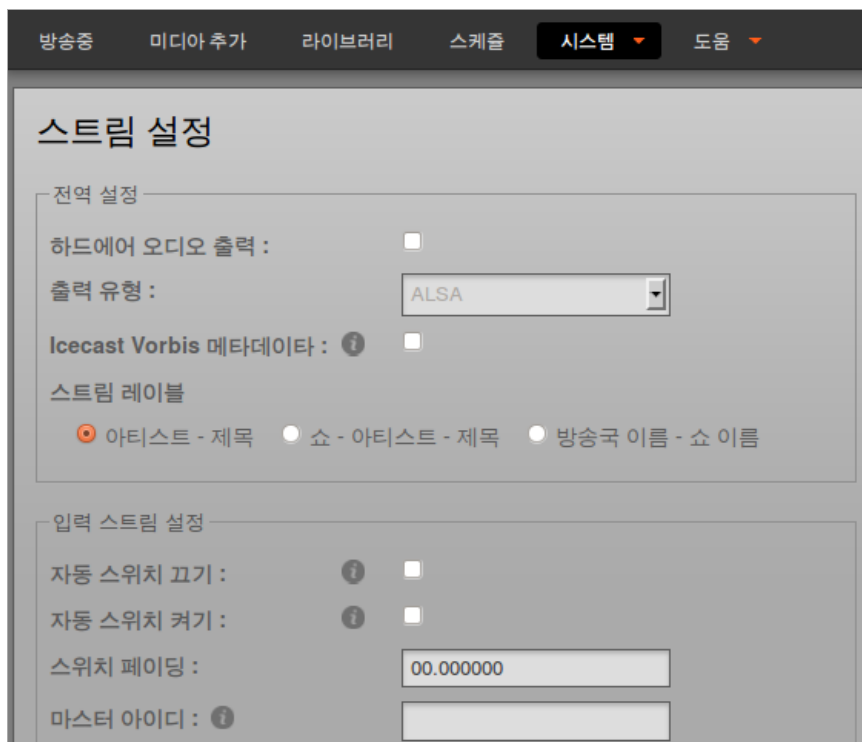 방송중 미디어 추가 라이브러리 스케쥴 시스템 도움
스트림 설정
전역 설정
하드에어 오디오 출력 :
출력 유형 : ALSA
Icecast Vorbis 메타데이타 :
스트림 레이블
아티스트 - 제목 쇼 - 아티스트 - 제목 방송국 이름 - 쇼 이름
입력 스트림 설정
자동 스위치 끄기 :
자동 스위치 켜기 :
스위치 페이딩 : 00.000000
마스터 아이디 :